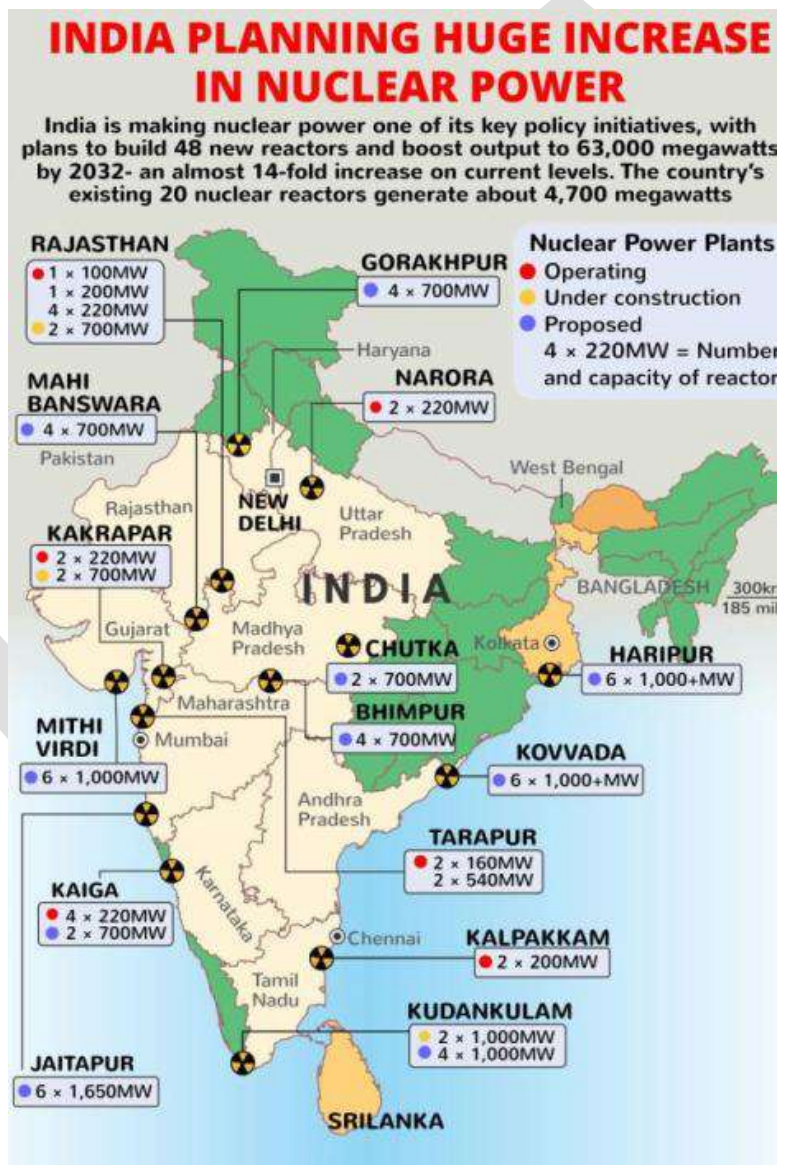 INDIA PLANNING HUGE INCREASE
IN NUCLEAR POWER
India is making nuclear power one of its key policy initiatives, with
plans to build 48 new reactors and boost output to 63,000 megawatts
by 2032- an almost 14-fold increase on current levels. The country's
existing 20 nuclear reactors generate about 4,700 megawatts
RAJASTHAN
1 × 100MW
1 × 200MW
4 × 220MW
2 × 700MW
GORAKHPUR
4 × 700MW
Nuclear Power Plants
Operating
Under construction
Proposed
4 × 220MW = Number
and capacity of reactor
Haryana
MAHI
BANSWARA
4 × 700MW
NARORA
2 × 220MW
Pakistan
West Bengal
Rajasthan
NEW
DELHI
Uttar
Pradesh
KAKRAPAR
2 × 220MW
2 × 700MW
INDIA
BANGLADESH
300k
185 mil
Gujarat
Madhya
Pradesh
CHUTKA
2 × 700MW
Kolkata
HARIPUR
6 × 1,000+MW
Maharashtra
BHIMPUR
4 × 700MW
MITHI
VIRDI
6 × 1,000MW
Mumbai
KOVVADA
6 × 1,000+MW
Andhra
Pradesh
TARAPUR
2 × 160MW
2 × 540MW
KAIGA
4 × 220MW
2 × 700MW
Karnataka
Chennai
KALPAKKAM
2 × 200MW
Tamil
Nadu
KUDANKULAM
2 × 1,000MW
4 × 1,000MW
JAITAPUR
6 × 1,650MW
SRILANKA